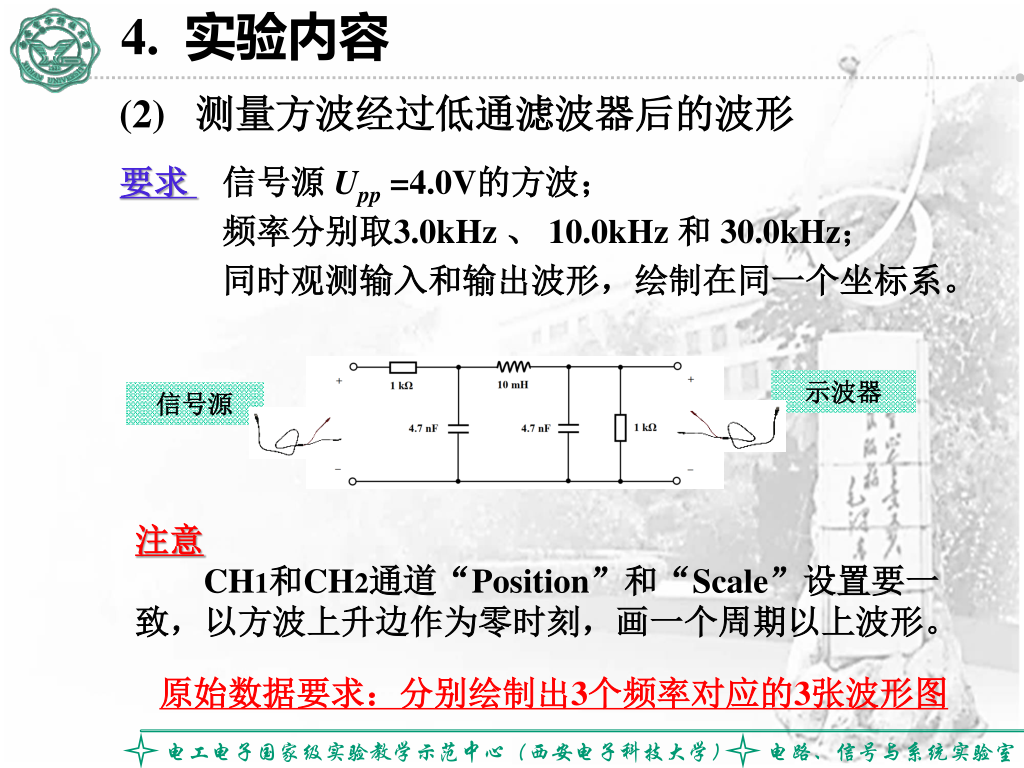 4. 实验内容
(2) 测量方波经过低通滤波器后的波形
要求 信号源 Upp =4.0V的方波；
频率分别取3.0kHz 、 10.0kHz 和 30.0kHz；
同时观测输入和输出波形，绘制在同一个坐标系。
信号源
+
1 kΩ
10 mH
+
4.7 nF
4.7 nF
1 kΩ
−
−
示波器
注意
CH1和CH2通道“Position”和“Scale”设置要一
致，以方波上升边作为零时刻，画一个周期以上波形。
原始数据要求：分别绘制出3个频率对应的3张波形图
电工电子国家级实验教学示范中心（西安电子科技大学） 电路、信号与系统实验室